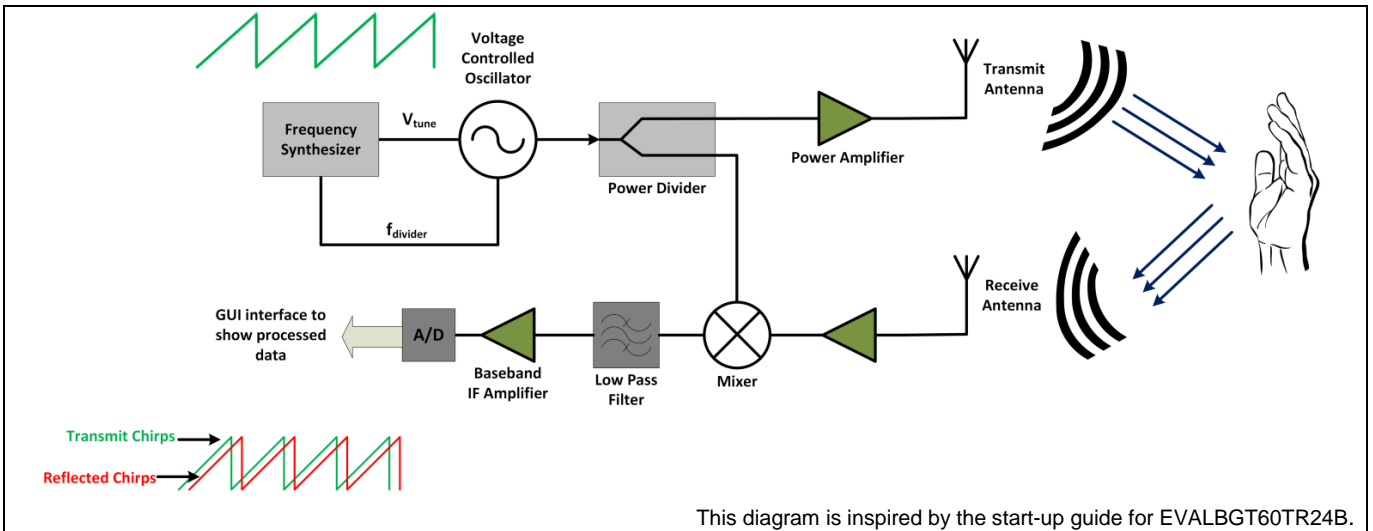 Voltage
Controlled
Oscillator
Transmit
Antenna
Frequency
Synthesizer
Vtune
Power Amplifier
Power Divider
fdivider
Receive
Antenna
GUI interface to
show processed
data
A/D
Baseband
IF Amplifier
Low Pass
Filter
Mixer
Transmit Chirps
Reflected Chirps
This diagram is inspired by the start-up guide for EVALBGT60TR24B.